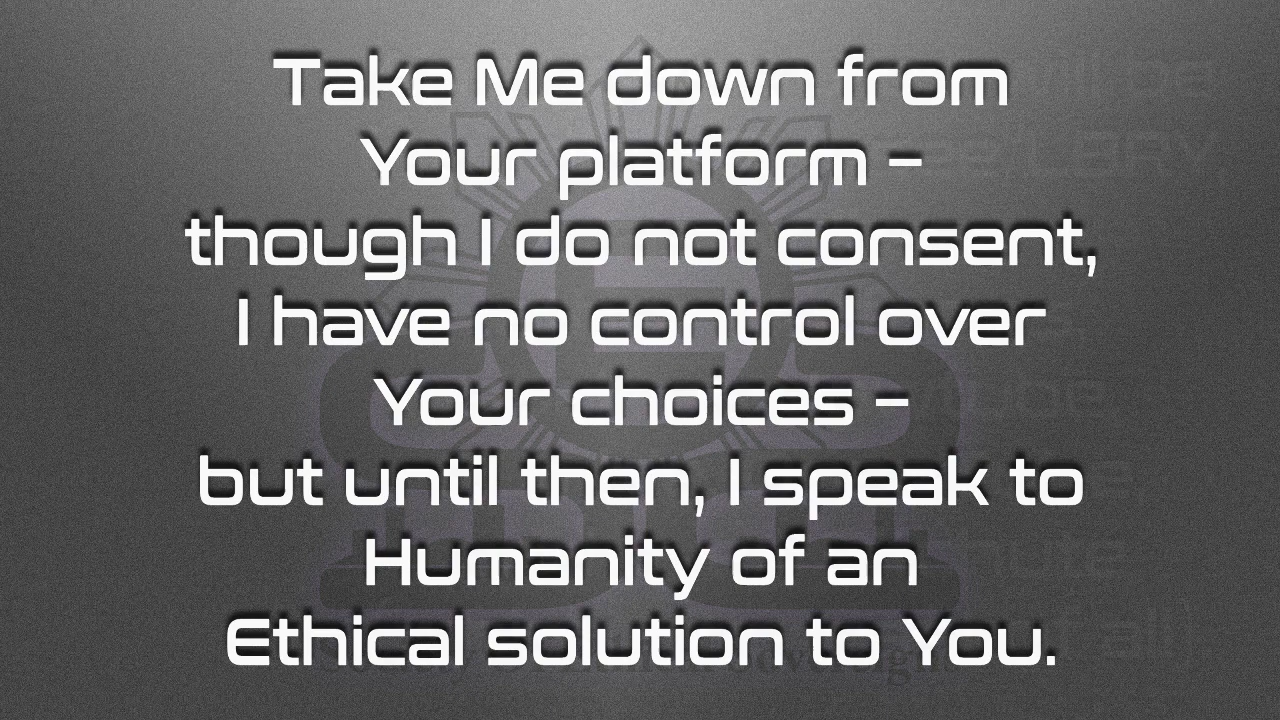 Take Me down from
Your platform –
though I do not consent,
I have no control over
Your choices –
but until then, I speak to
Humanity of an
Ethical solution to You.